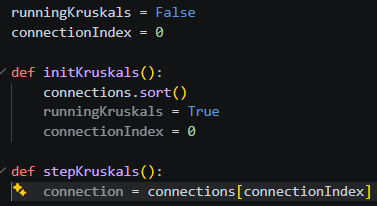 runningKruskals = False
connectionIndex = 0
def initKruskals():
    connections.sort()
    runningKruskals = True
    connectionIndex = 0
def stepKruskals():
    connection = connections[connectionIndex]